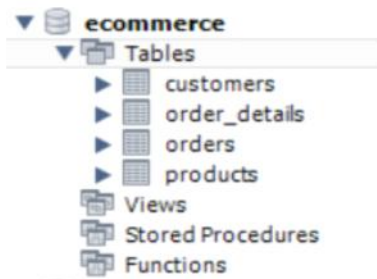 ecommerce
Tables
customers
order_details
orders
products
Views
Stored Procedures
Functions